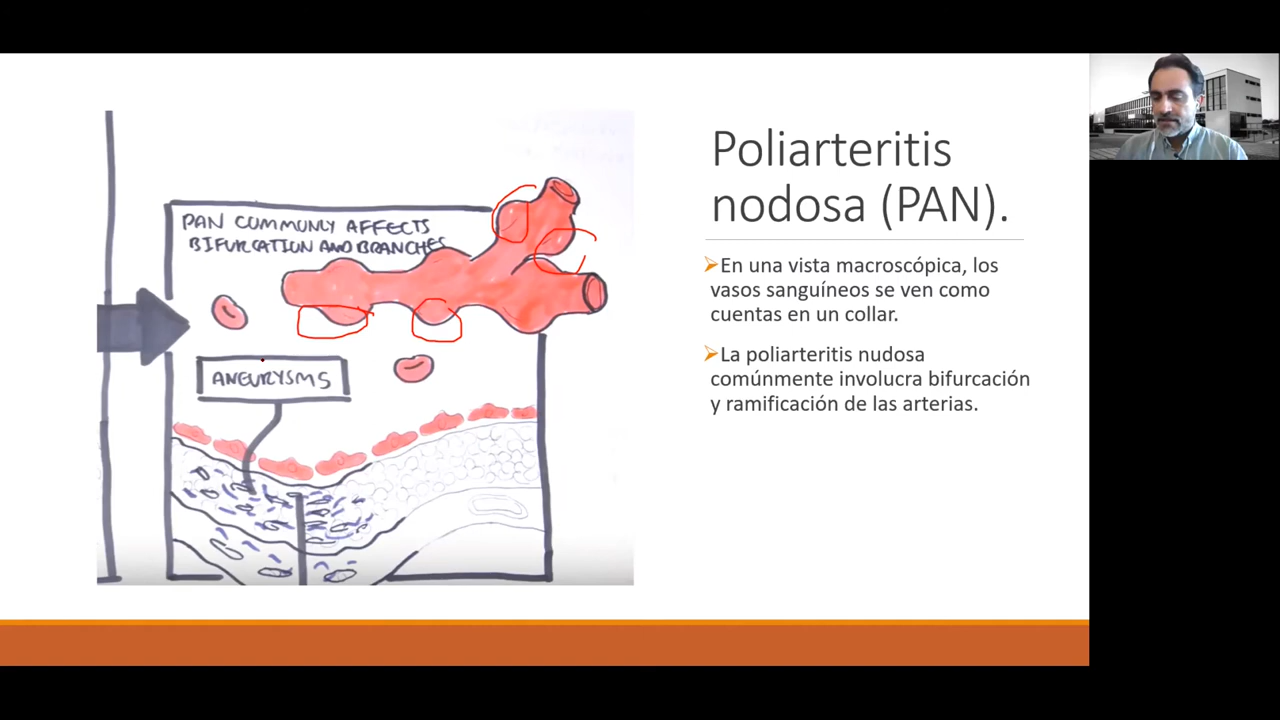 PAN COMMONLY AFFECTS
BIFURCATION AND BRANCHES
ANEURYSMS
Poliarteritis
nodosa (PAN).
En una vista macroscópica, los
vasos sanguíneos se ven como
cuentas en un collar.
La poliarteritis nudosa
comúnmente involucra bifurcación
y ramificación de las arterias.